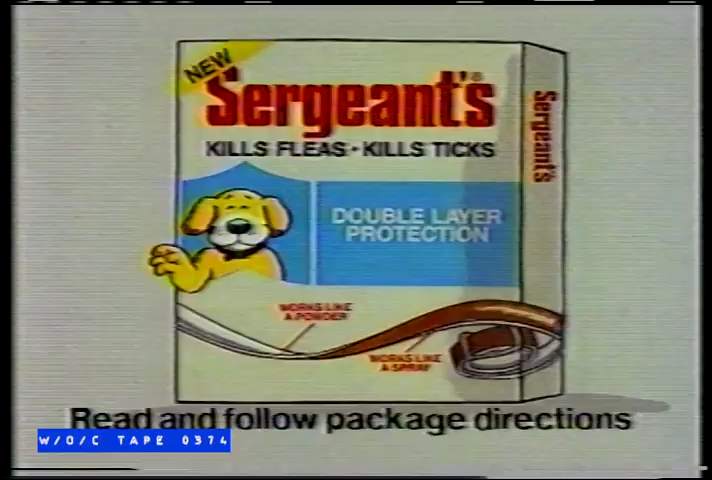 NEW
Sergeant's®
KILLS FLEAS • KILLS TICKS
DOUBLE LAYER
PROTECTION
WORKS LIKE
A POWDER
WORKS LIKE
A SPRAY
Sergeant's
Read and follow package directions
W/O/C TAPE 0374